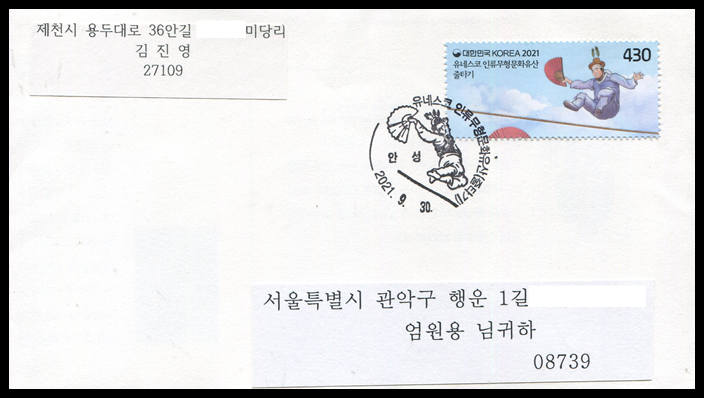 제천시 용두대로 36안길 미당리
김 진 영
27109
대한민국 KOREA 2021
430
유네스코 인류무형문화유산
줄타기
유네스코 인류무형문화유산(줄타기)
안 성
2021. 9. 30.
서울특별시 관악구 행운 1길
엄원용 님귀하
08739